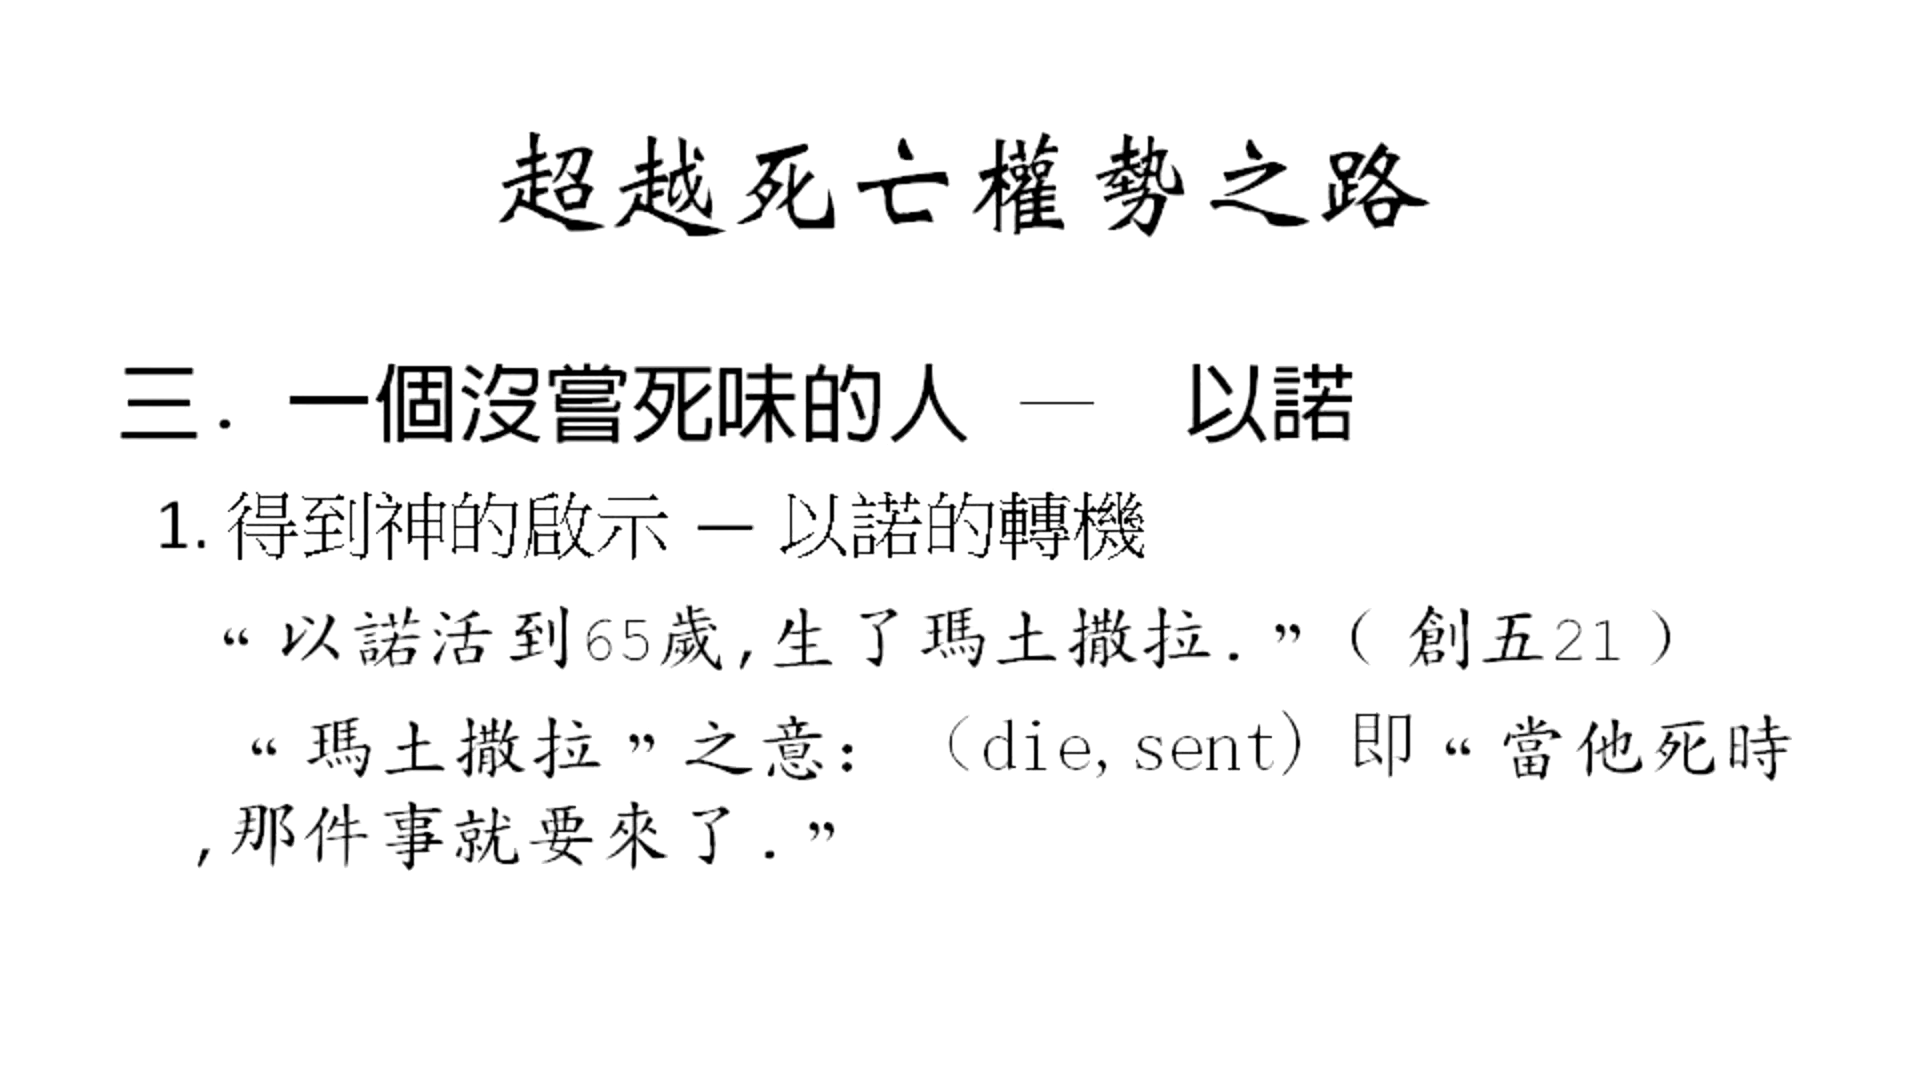 超越死亡權勢之路
三. 一個沒嘗死味的人 — 以諾
1. 得到神的啟示 — 以諾的轉機
“以諾活到65歲,生了瑪土撒拉.”( 創五21 )
“瑪土撒拉”之意: (die,sent) 即“當他死時
,那件事就要來了.”